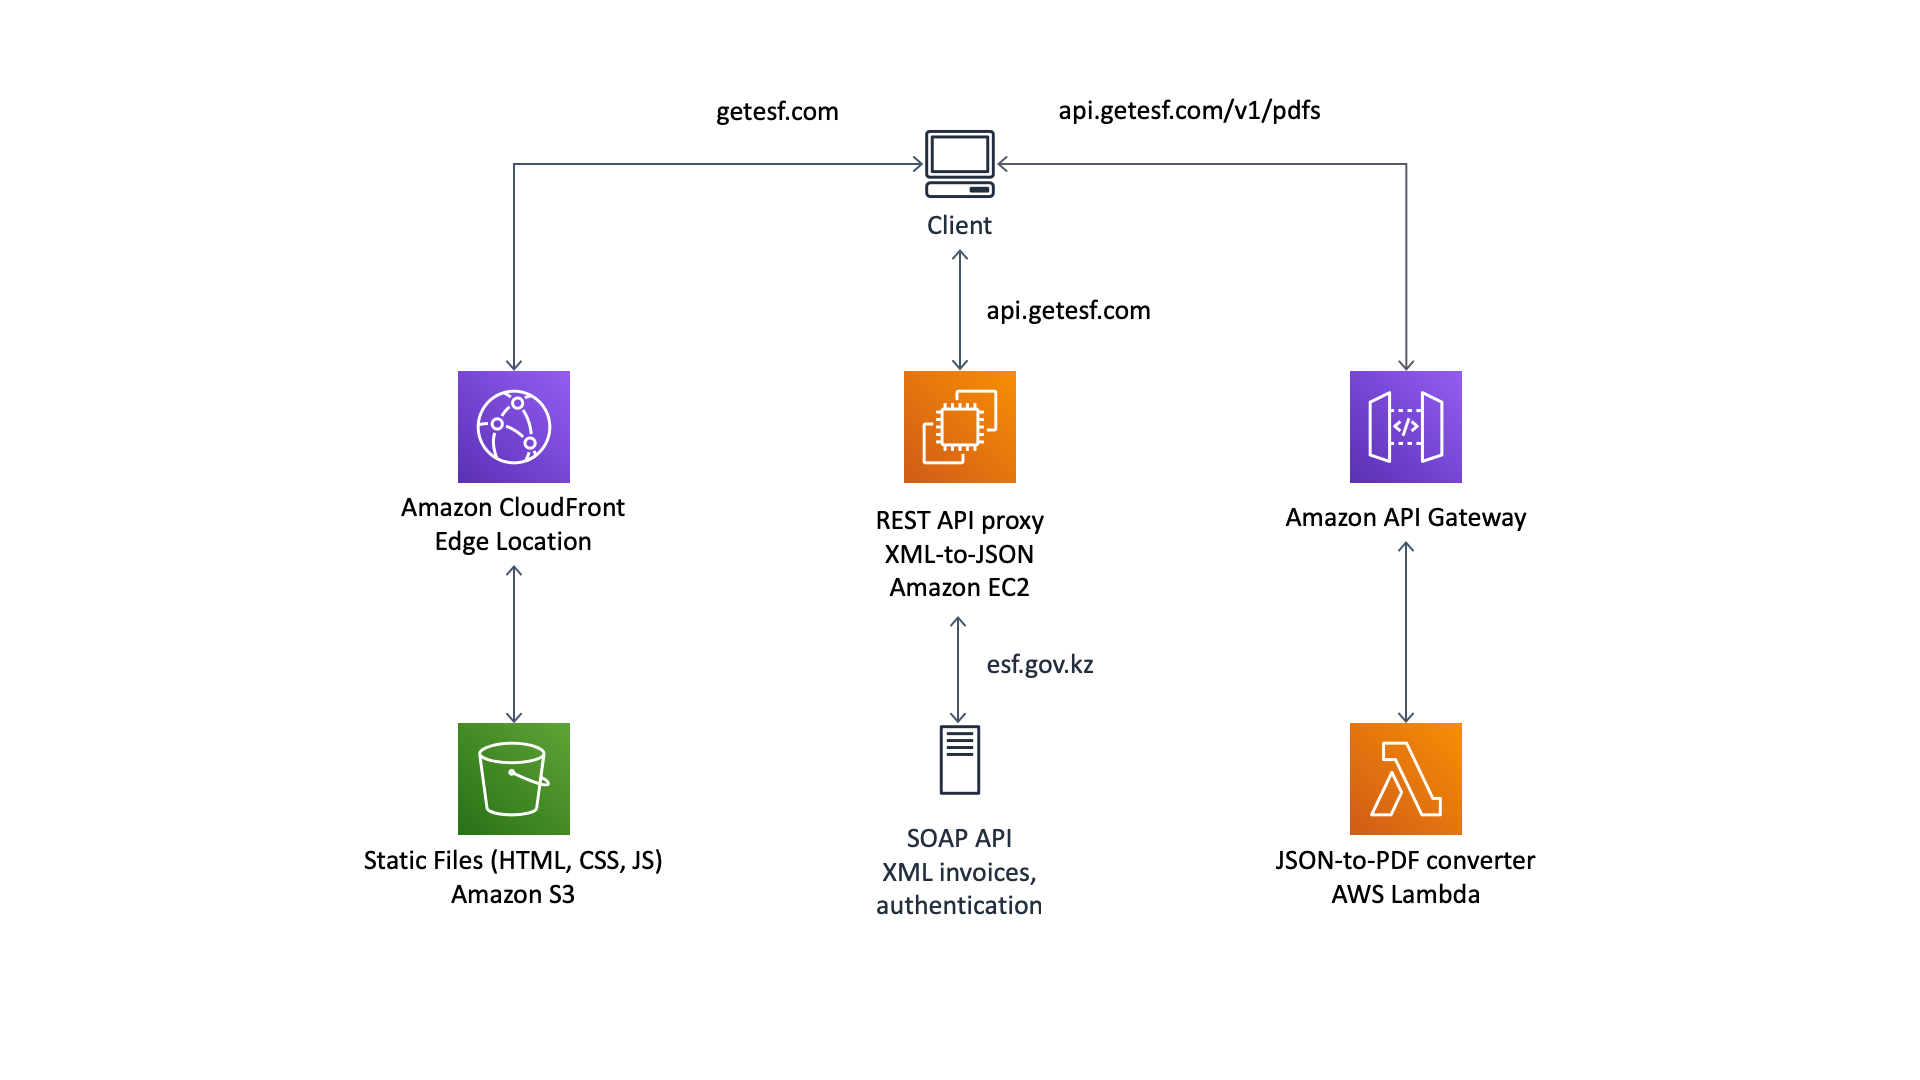 getesf.com
api.getesf.com/v1/pdfs
Client
api.getesf.com
Amazon CloudFront
Edge Location
REST API proxy
XML-to-JSON
Amazon EC2
Amazon API Gateway
</>
esf.gov.kz
Static Files (HTML, CSS, JS)
Amazon S3
SOAP API
XML invoices,
authentication
JSON-to-PDF converter
AWS Lambda